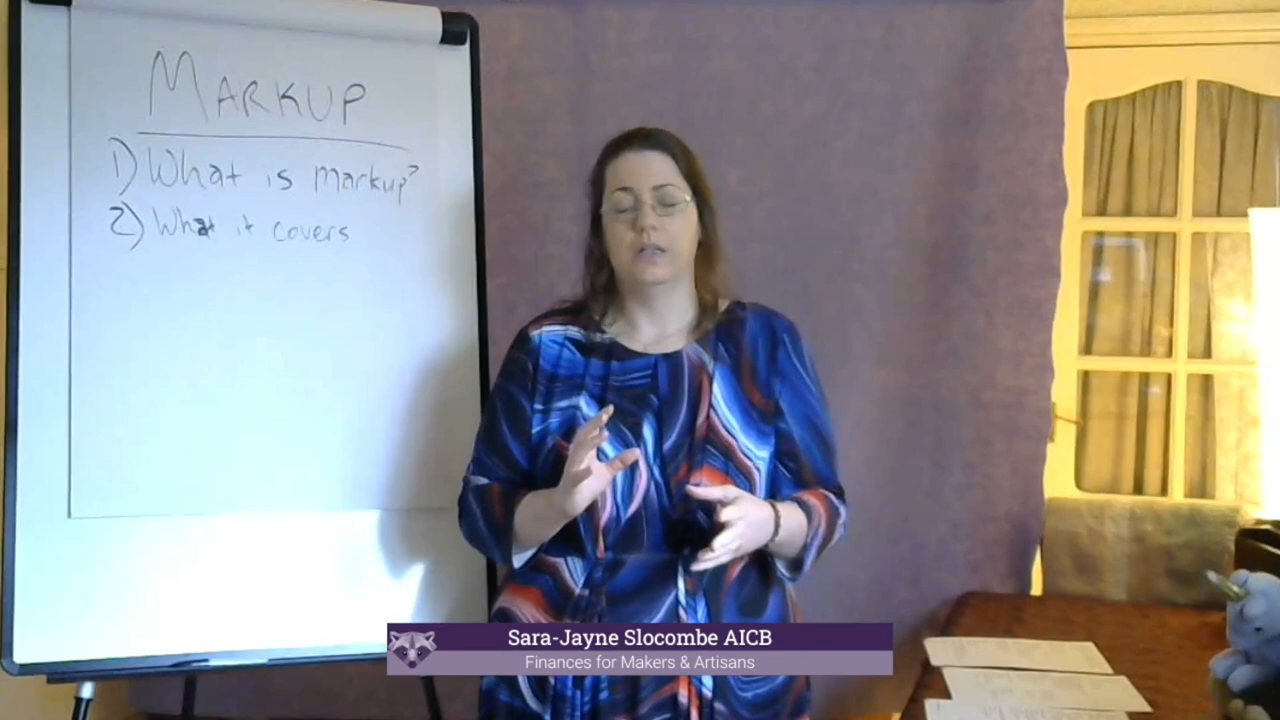 MARKUP
1) What is markup?
2) What it covers
Sara-Jayne Slocombe AICB
Finances for Makers & Artisans